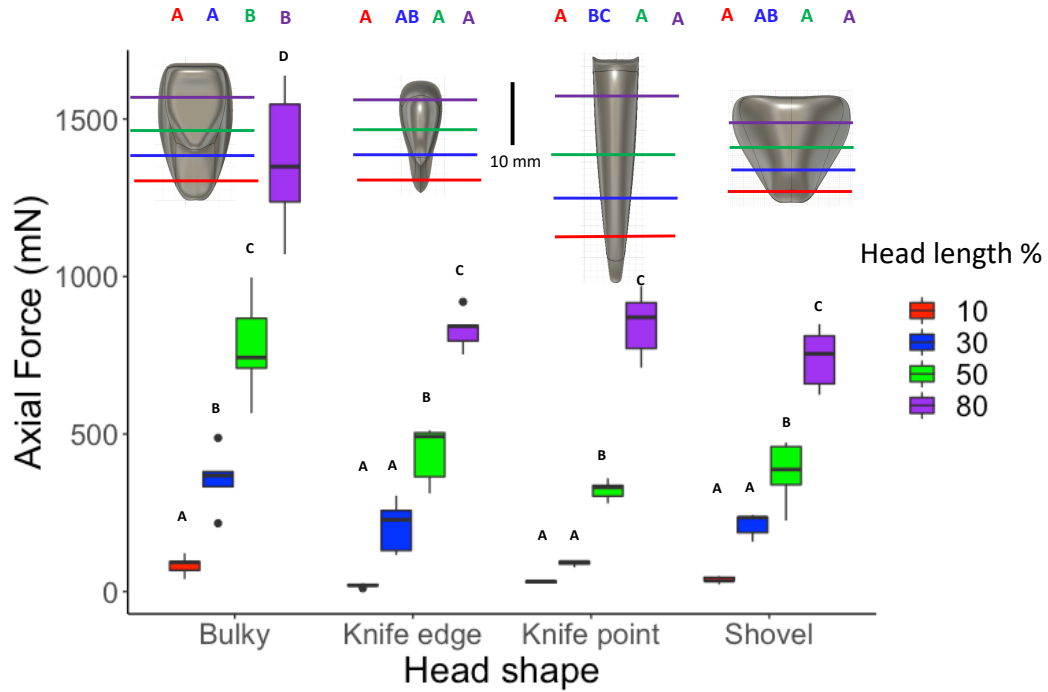 A A B B A AB A A A BC A A A AB A A
D
10 mm
1500
C
Head length %
C
C
C
1000
10
30
50
80
B
B
B
B
500
A A
A
A A
A A
0
Axial Force (mN)
Bulky Knife edge Knife point Shovel
Head shape